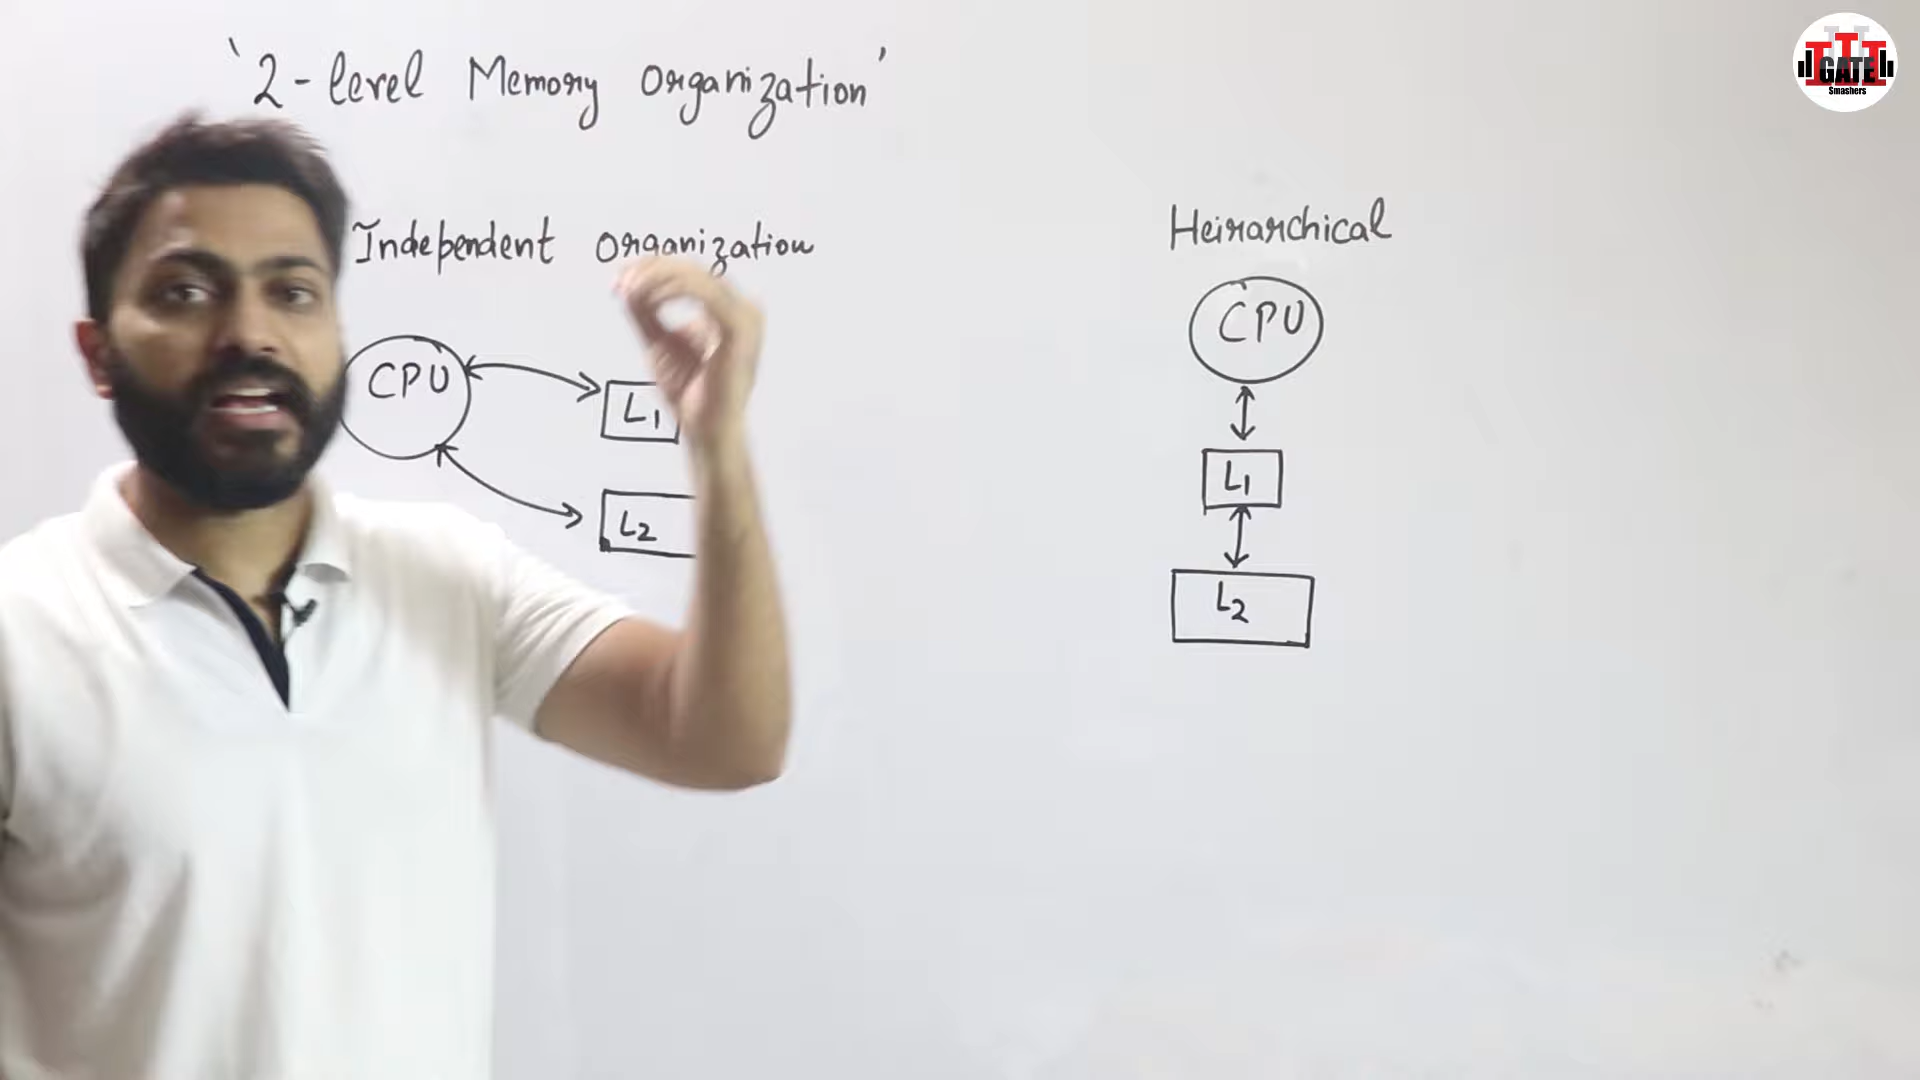 '2-level Memory Organization'
Independent Organization
Heirarchical
CPU
CPU
L1
L1
L2
L2
GATE
Smashers